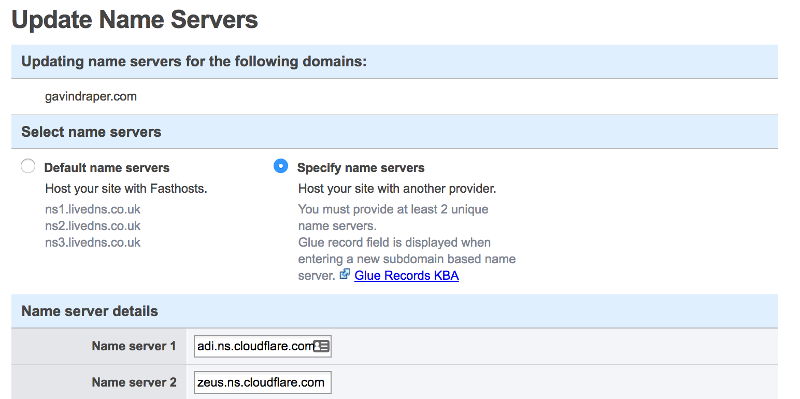 Update Name Servers
Updating name servers for the following domains:
gavindraper.com
Select name servers
Default name servers
Host your site with Fasthosts.
ns1.livedns.co.uk
ns2.livedns.co.uk
ns3.livedns.co.uk
Specify name servers
Host your site with another provider.
You must provide at least 2 unique
name servers.
Glue record field is displayed when
entering a new subdomain based name
server. Glue Records KBA
Name server details
Name server 1 adi.ns.cloudflare.com
Name server 2 zeus.ns.cloudflare.com